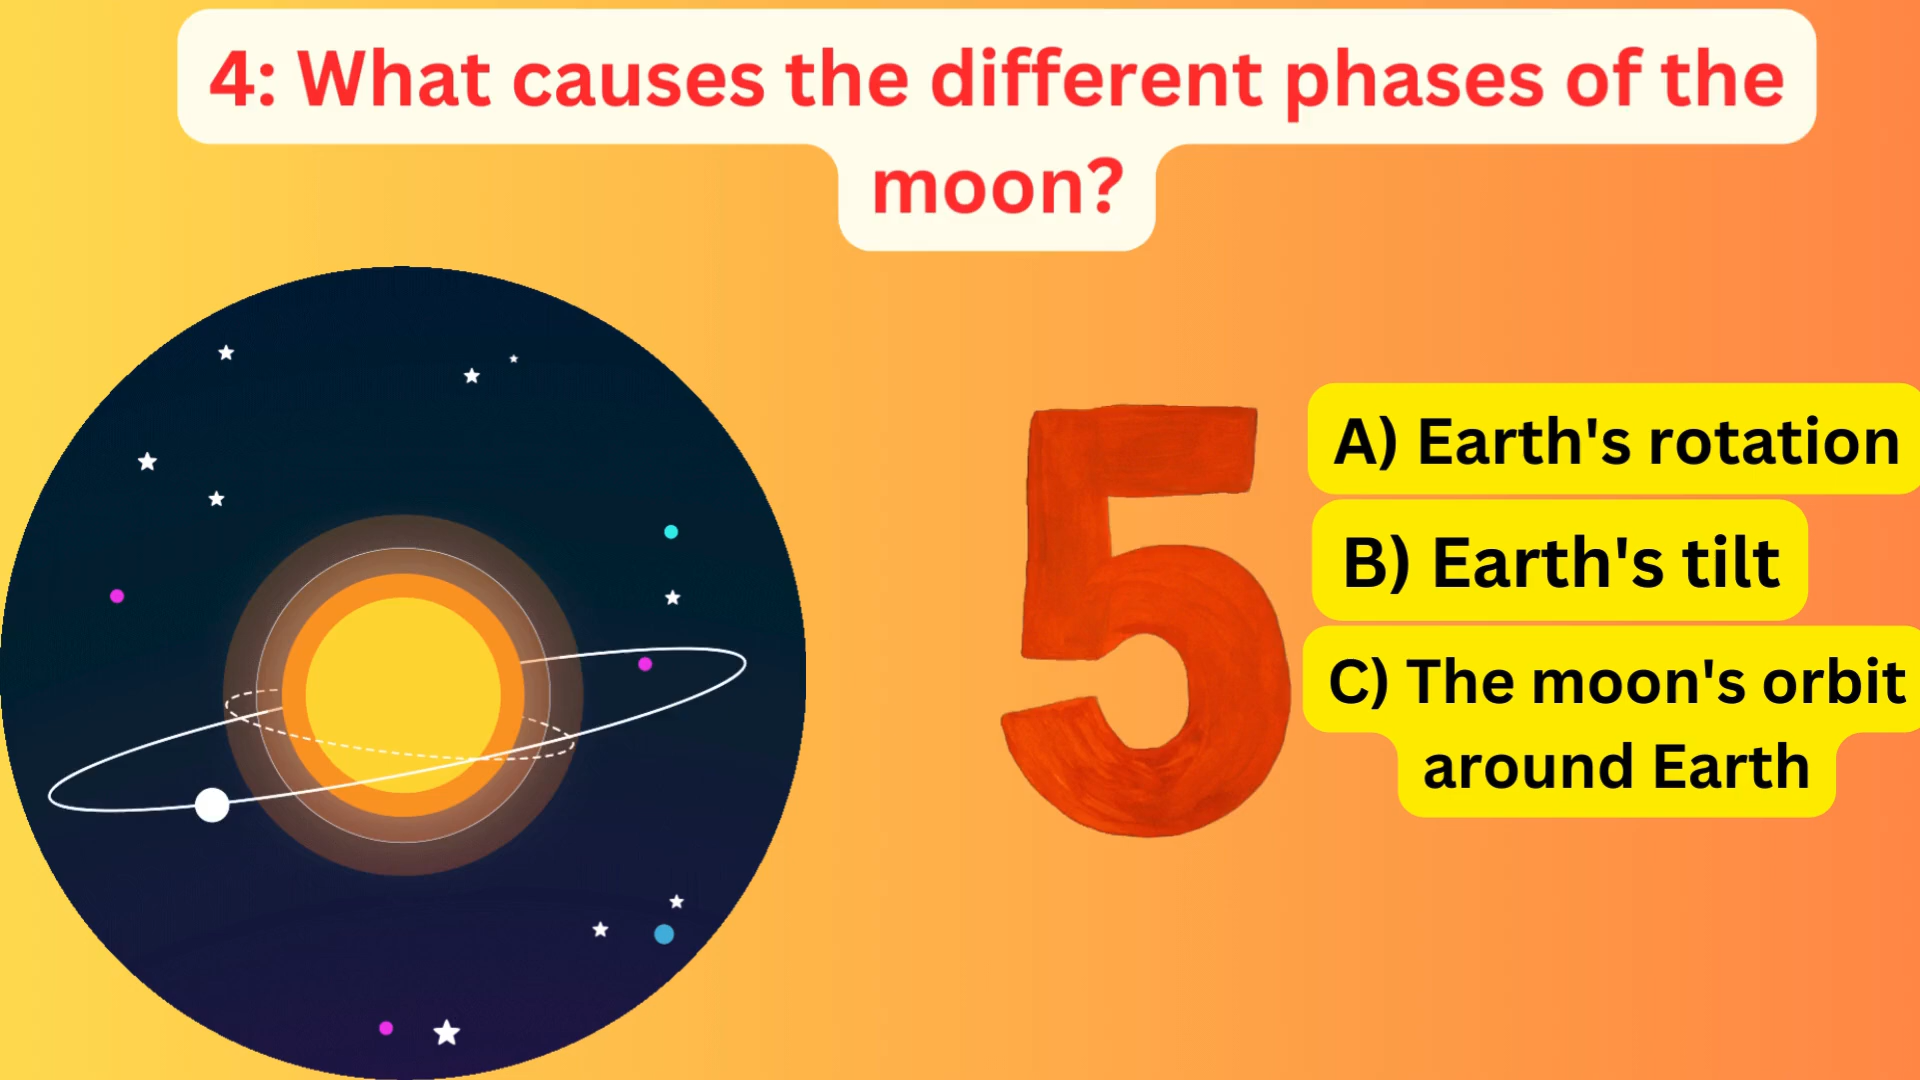 4: What causes the different phases of the
moon?
5
A) Earth's rotation
B) Earth's tilt
C) The moon's orbit
around Earth